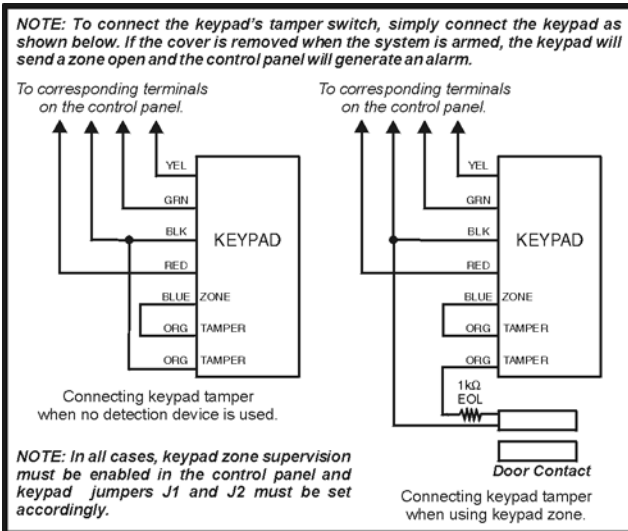 NOTE: To connect the keypad's tamper switch, simply connect the keypad as
shown below. If the cover is removed when the system is armed, the keypad will
send a zone open and the control panel will generate an alarm.
To corresponding terminals
on the control panel.
YEL
GRN
BLK
KEYPAD
RED
BLUE ZONE
ORG TAMPER
ORG TAMPER
Connecting keypad tamper
when no detection device is used.
NOTE: In all cases, keypad zone supervision
must be enabled in the control panel and
keypad jumpers J1 and J2 must be set
accordingly.
To corresponding terminals
on the control panel.
YEL
GRN
BLK
KEYPAD
RED
BLUE ZONE
ORG TAMPER
ORG TAMPER
1kΩ
EOL
Door Contact
Connecting keypad tamper
when using keypad zone.